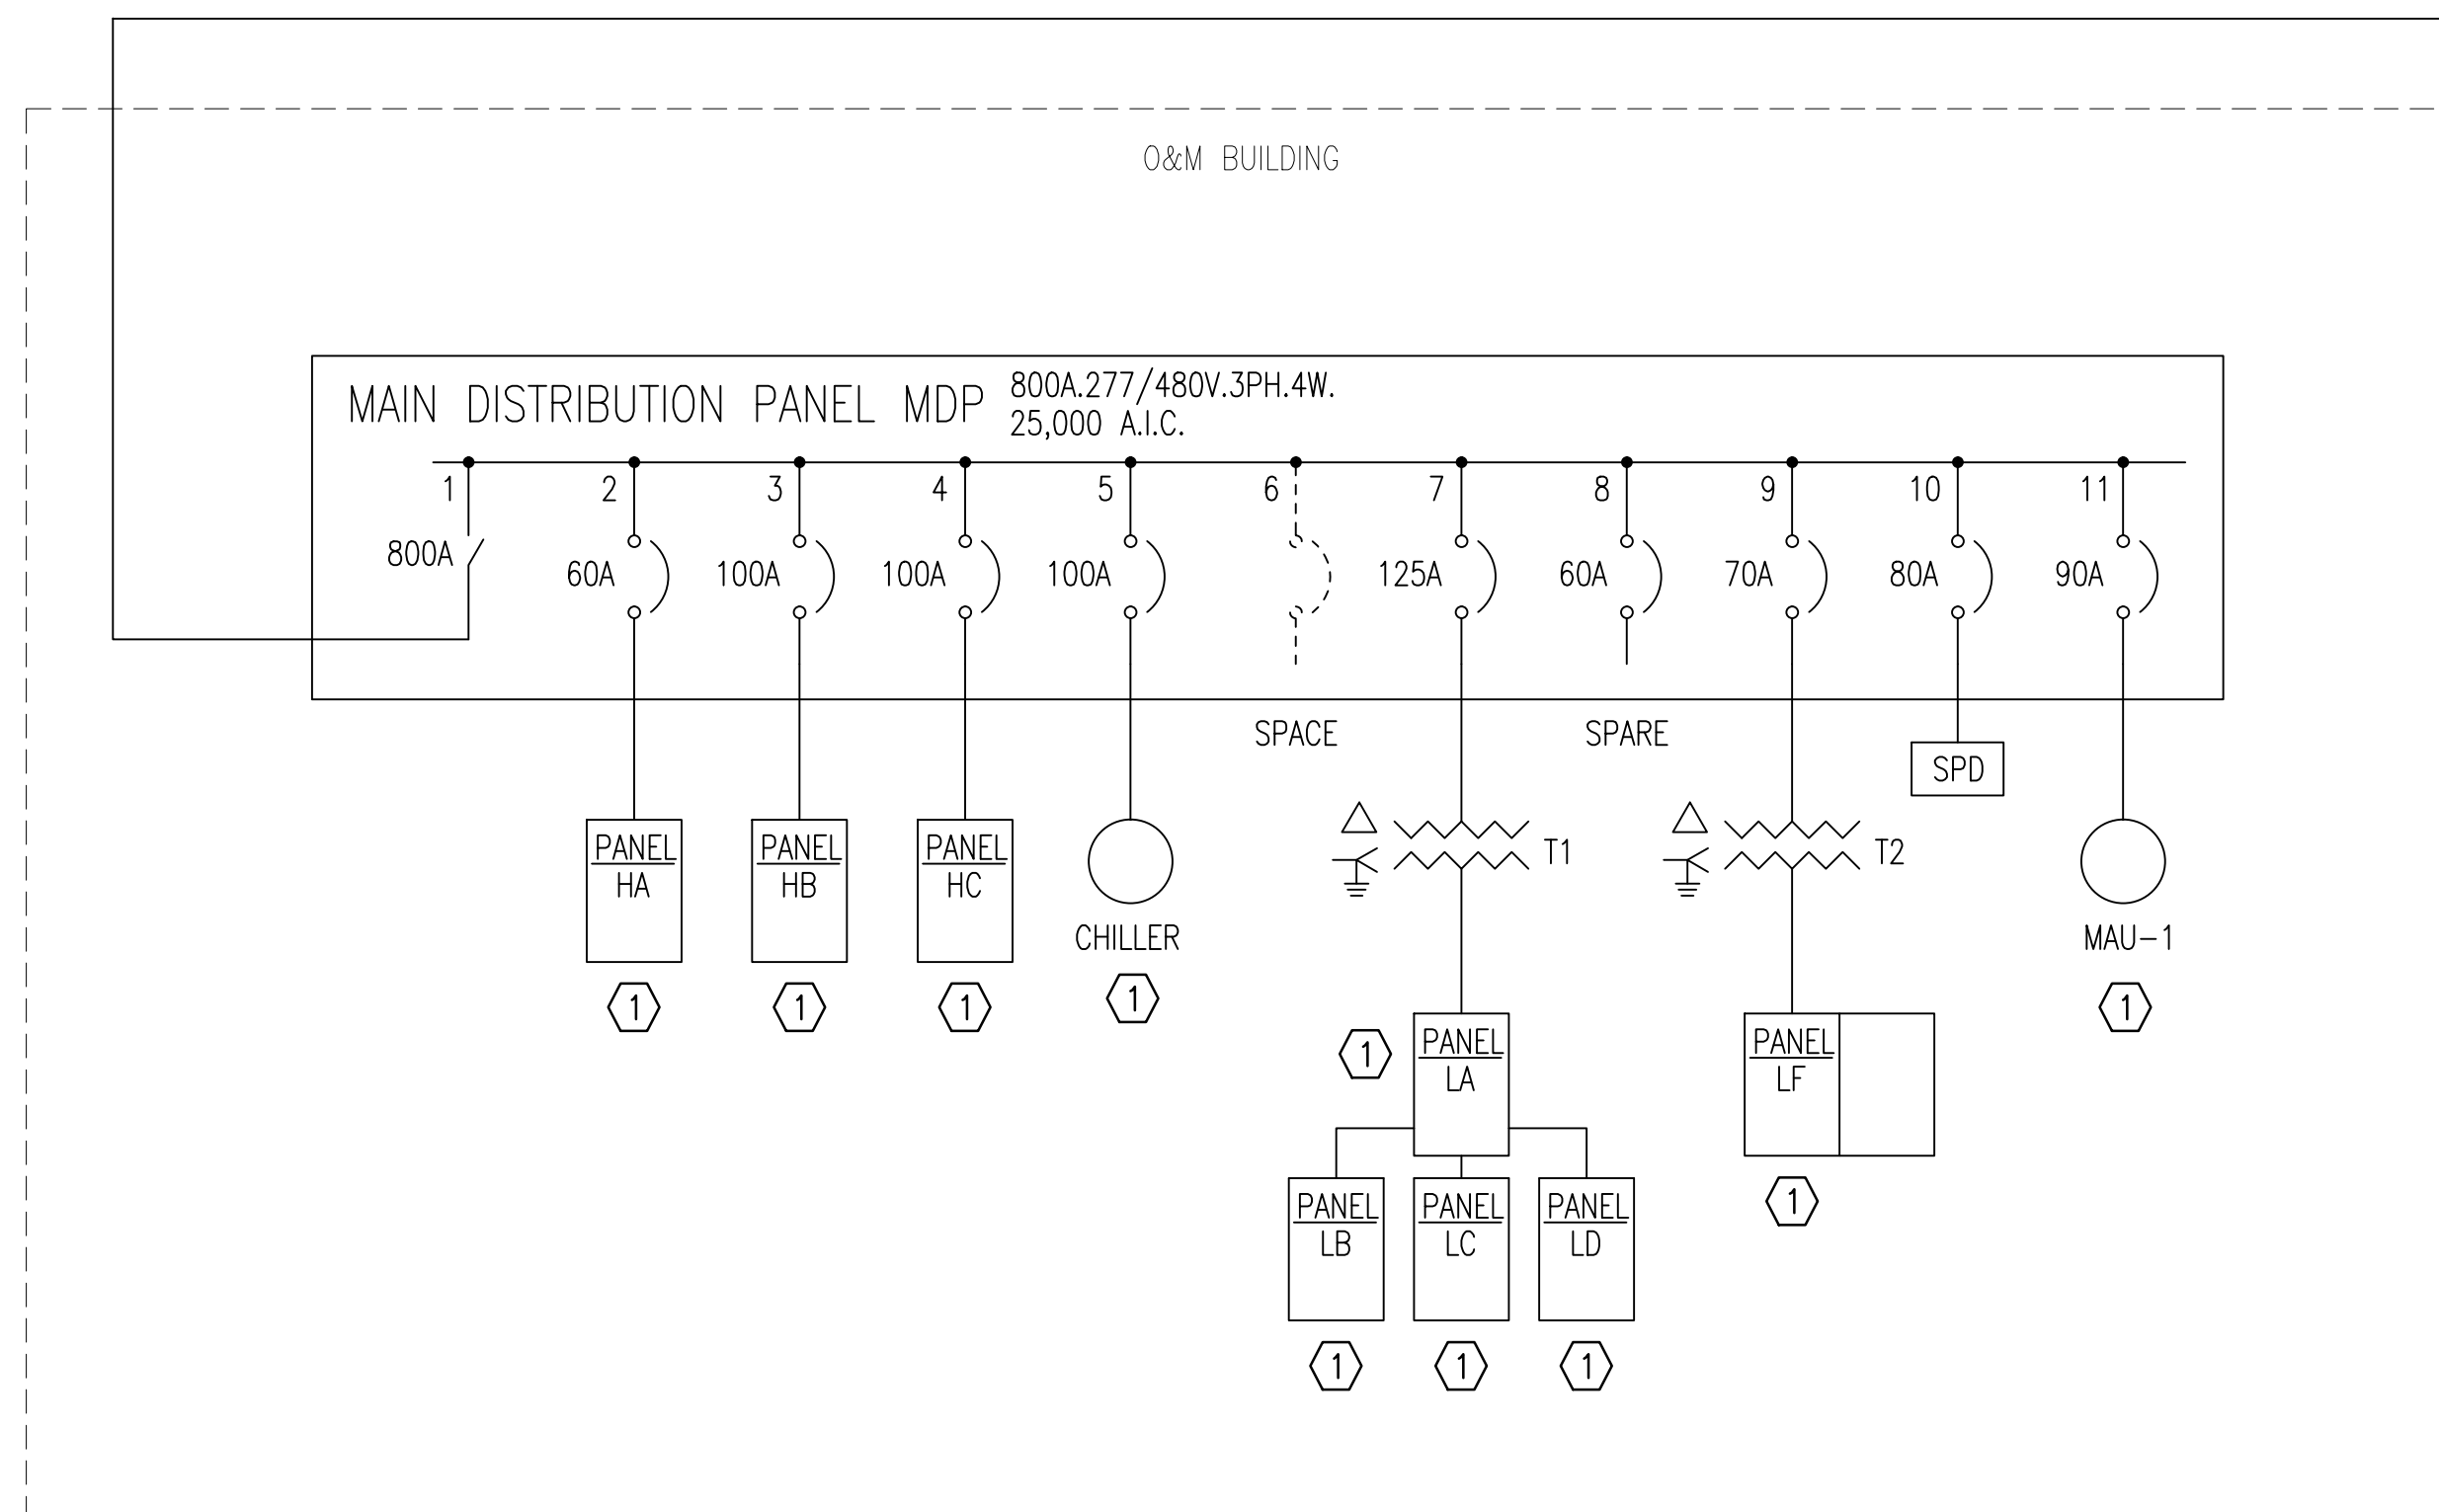 O&M BUILDING
MAIN DISTRIBUTION PANEL MDP
800A.277/480V.3PH.4W.
25,000 A.I.C.
1
2
3
4
5
6
7
8
9
10
11
800A
60A
100A
100A
100A
125A
60A
70A
80A
90A
SPACE
SPARE
SPD
PANEL
HA
PANEL
HB
PANEL
HC
CHILLER
T1
T2
MAU-1
1
1
1
1
1
PANEL
LA
1
PANEL
LF
1
PANEL
LB
PANEL
LC
PANEL
LD
1
1
1